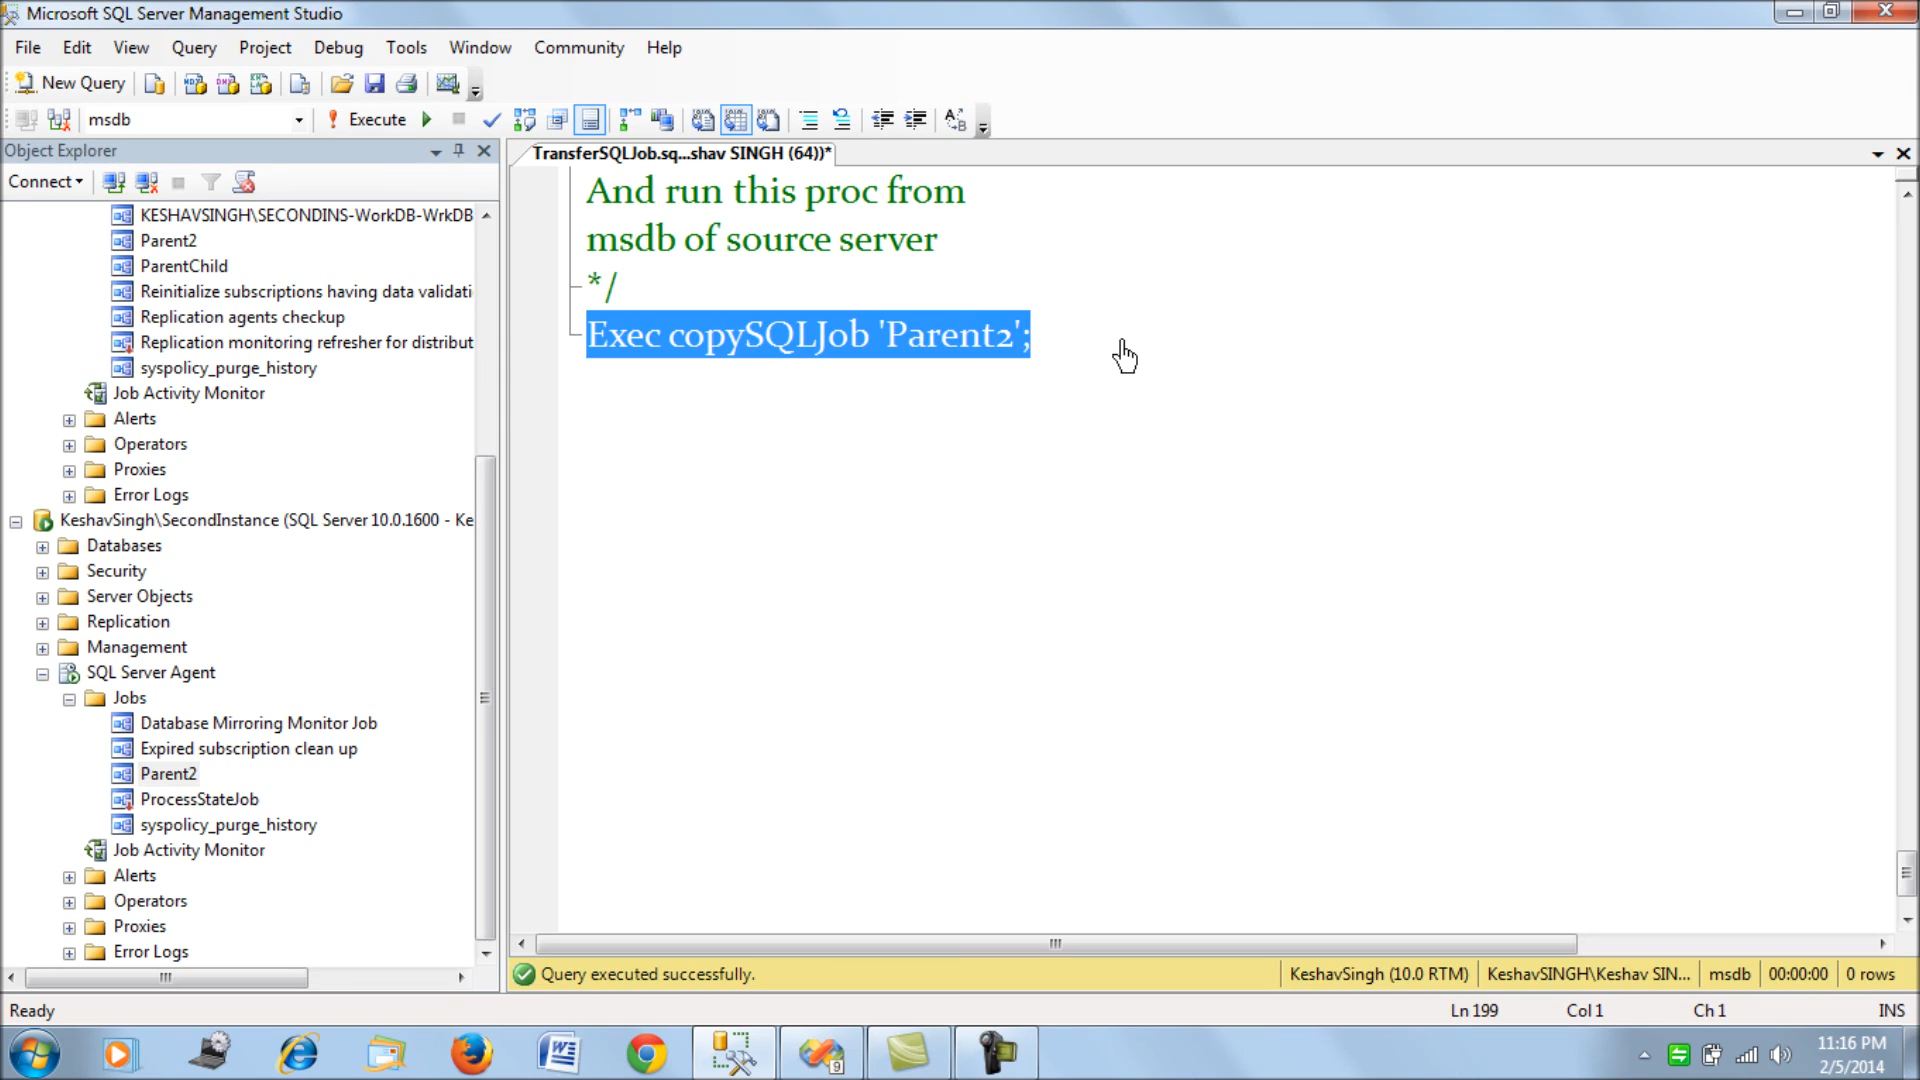 Microsoft SQL Server Management Studio
File Edit View Query Project Debug Tools Window Community Help
New Query
msdb Execute
Object Explorer
TransferSQLJob.sq...shav SINGH (64))*
Connect
KESHAVSINGH\SECONDINS-WorkDB-WrkDB
Parent2
ParentChild
Reinitialize subscriptions having data validati
Replication agents checkup
Replication monitoring refresher for distribut
syspolicy_purge_history
Job Activity Monitor
Alerts
Operators
Proxies
Error Logs
KeshavSingh\SecondInstance (SQL Server 10.0.1600 - Ke
Databases
Security
Server Objects
Replication
Management
SQL Server Agent
Jobs
Database Mirroring Monitor Job
Expired subscription clean up
Parent2
ProcessStateJob
syspolicy_purge_history
Job Activity Monitor
Alerts
Operators
Proxies
Error Logs
And run this proc from
msdb of source server
*/
Exec copySQLJob 'Parent2';
Query executed successfully. KeshavSingh (10.0 RTM) KeshavSINGH\Keshav SIN... msdb 00:00:00 0 rows
Ready Ln 199 Col 1 Ch 1 INS
9
11:16 PM
2/5/2014